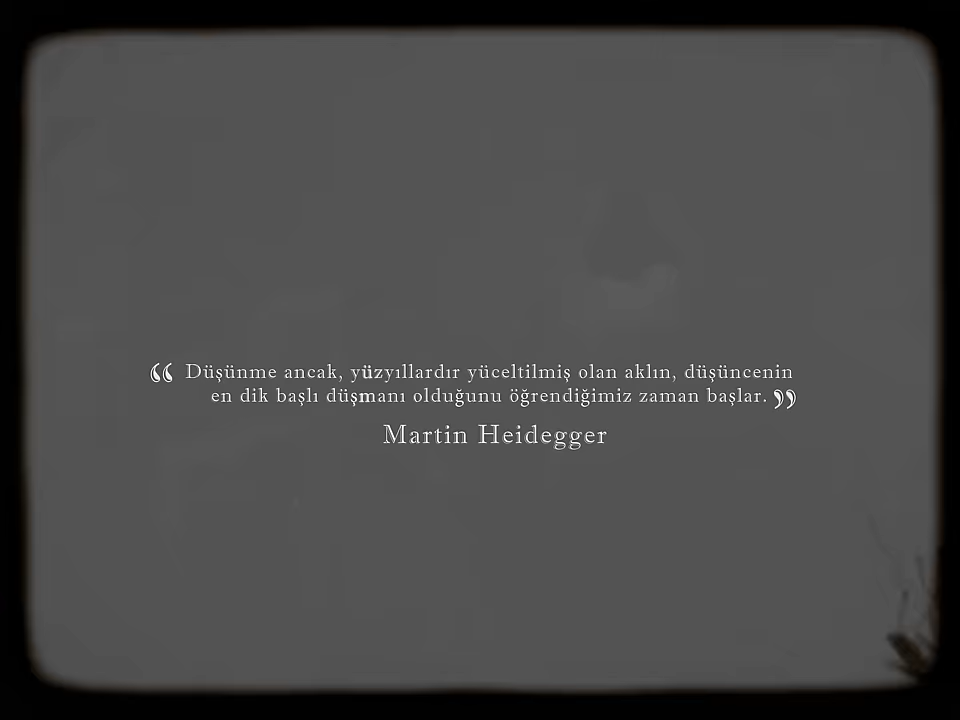 “ Düşünme ancak, yüzyıllardır yüceltilmiş olan aklın, düşüncenin
en dik başlı düşmanı olduğunu öğrendiğimiz zaman başlar. ”
Martin Heidegger